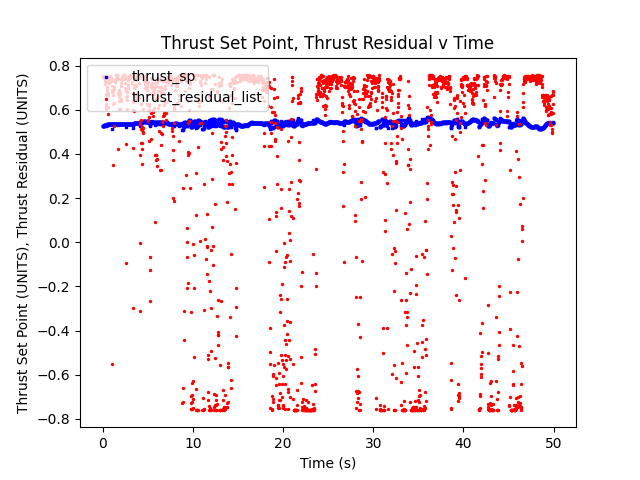 Thrust Set Point, Thrust Residual v Time
Thrust Set Point (UNITS), Thrust Residual (UNITS)
0.8
0.6
0.4
0.2
0.0
−0.2
−0.4
−0.6
−0.8
thrust_sp
thrust_residual_list
0 10 20 30 40 50
Time (s)